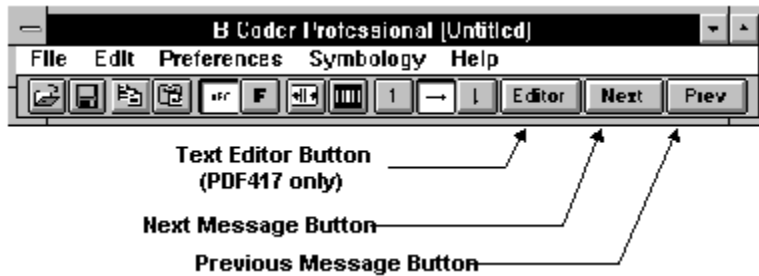 B-Coder Professional (Untitled)
File Edit Preferences Symbology Help
ABC F 1 Editor Next Prev
Text Editor Button
(PDF417 only)
Next Message Button
Previous Message Button